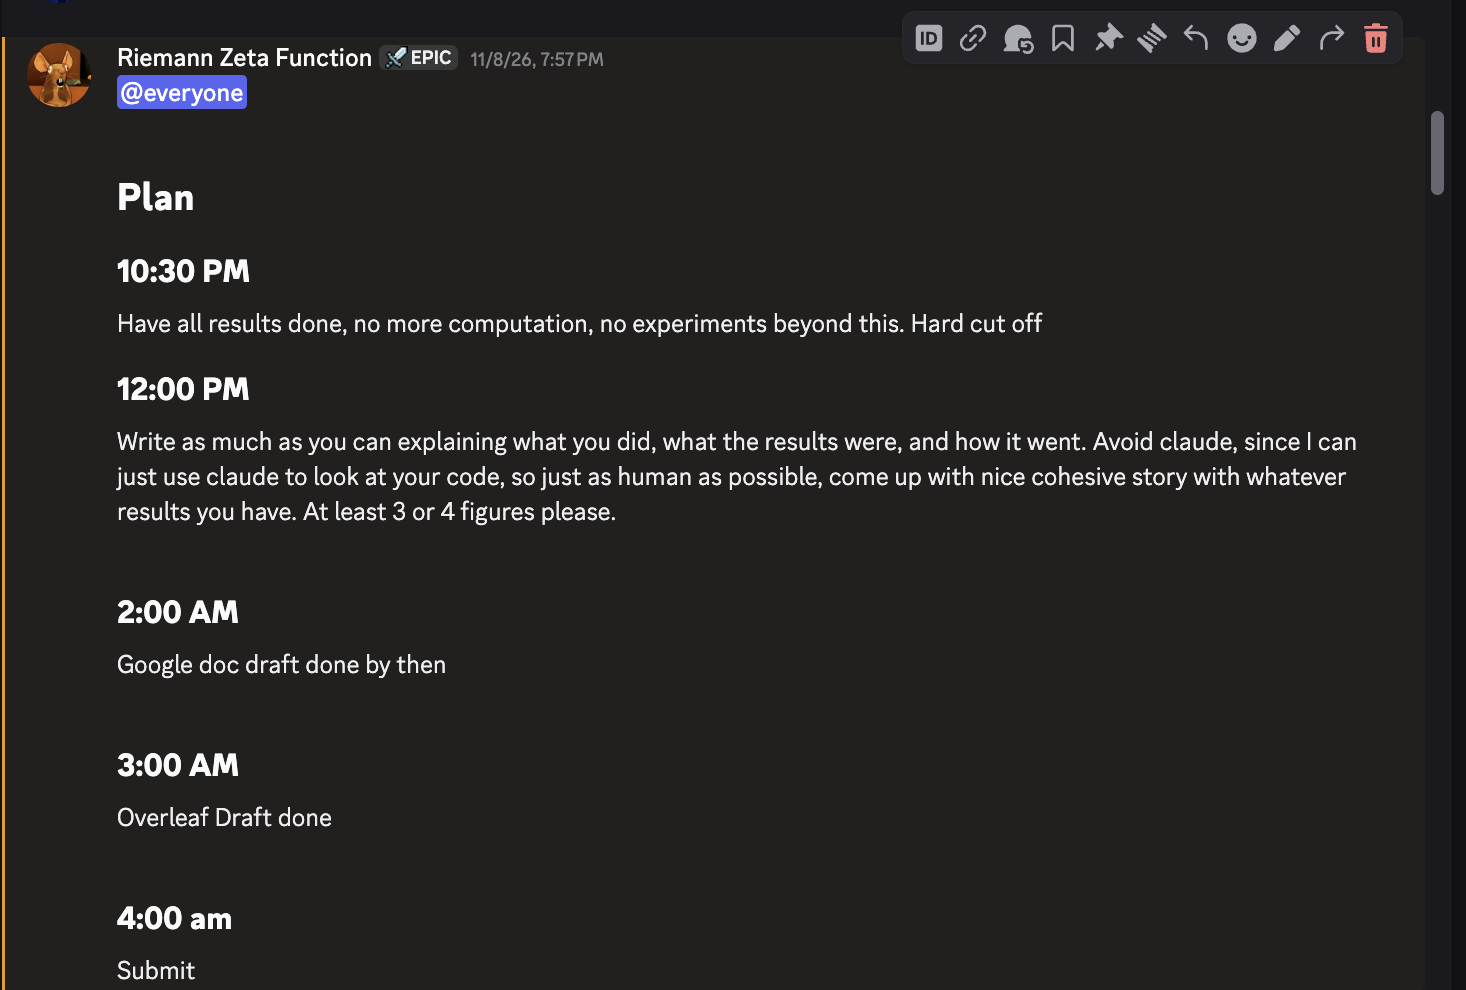 Riemann Zeta Function EPIC 11/8/26, 7:57 PM
ID
@everyone
Plan
10:30 PM
Have all results done, no more computation, no experiments beyond this. Hard cut off
12:00 PM
Write as much as you can explaining what you did, what the results were, and how it went. Avoid claude, since I can
just use claude to look at your code, so just as human as possible, come up with nice cohesive story with whatever
results you have. At least 3 or 4 figures please.
2:00 AM
Google doc draft done by then
3:00 AM
Overleaf Draft done
4:00 am
Submit